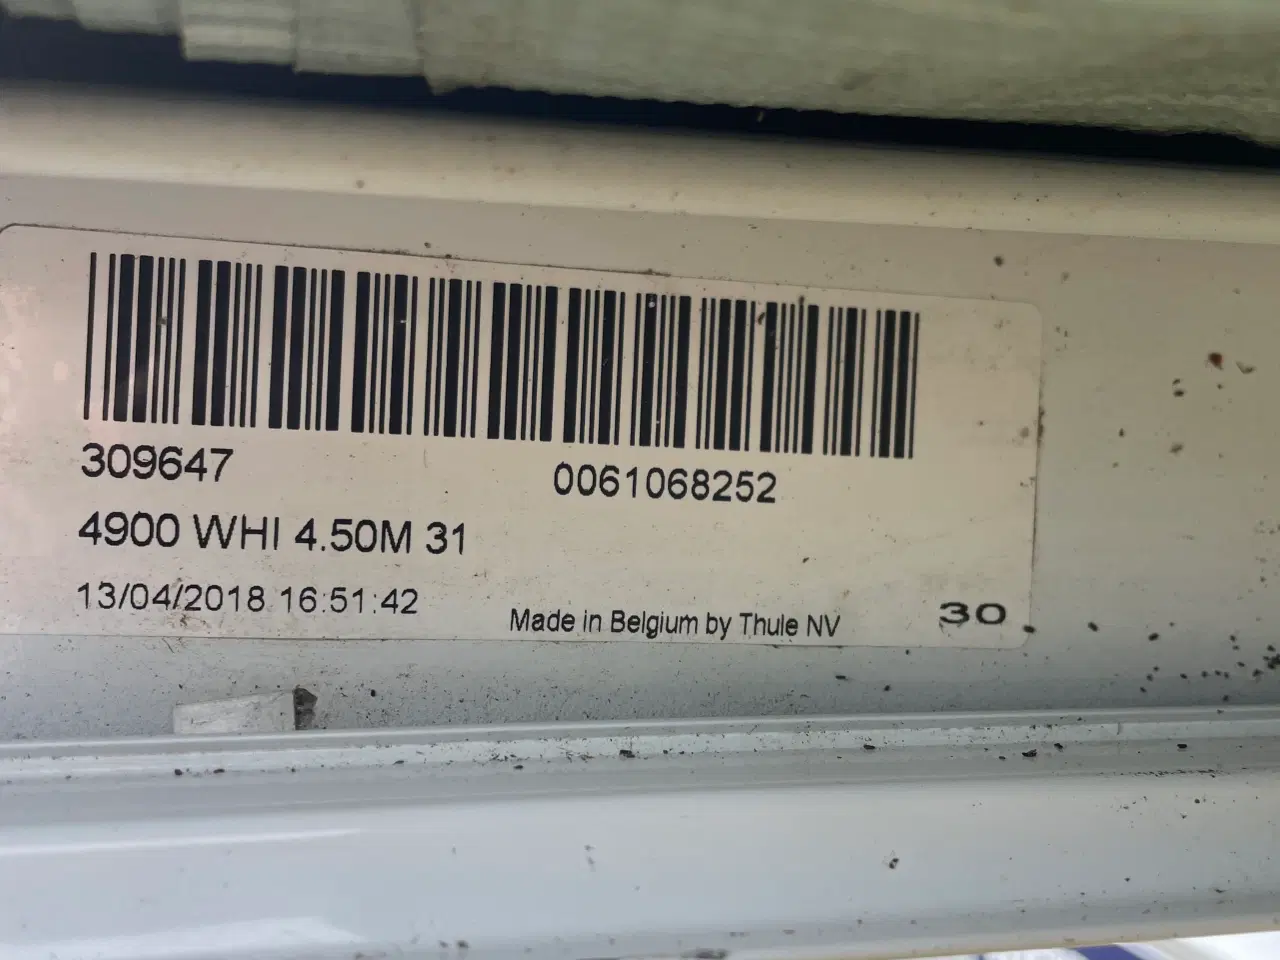 309647 0061068252
4900 WHI 4.50M 31
13/04/2018 16:51:42
Made in Belgium by Thule NV 30